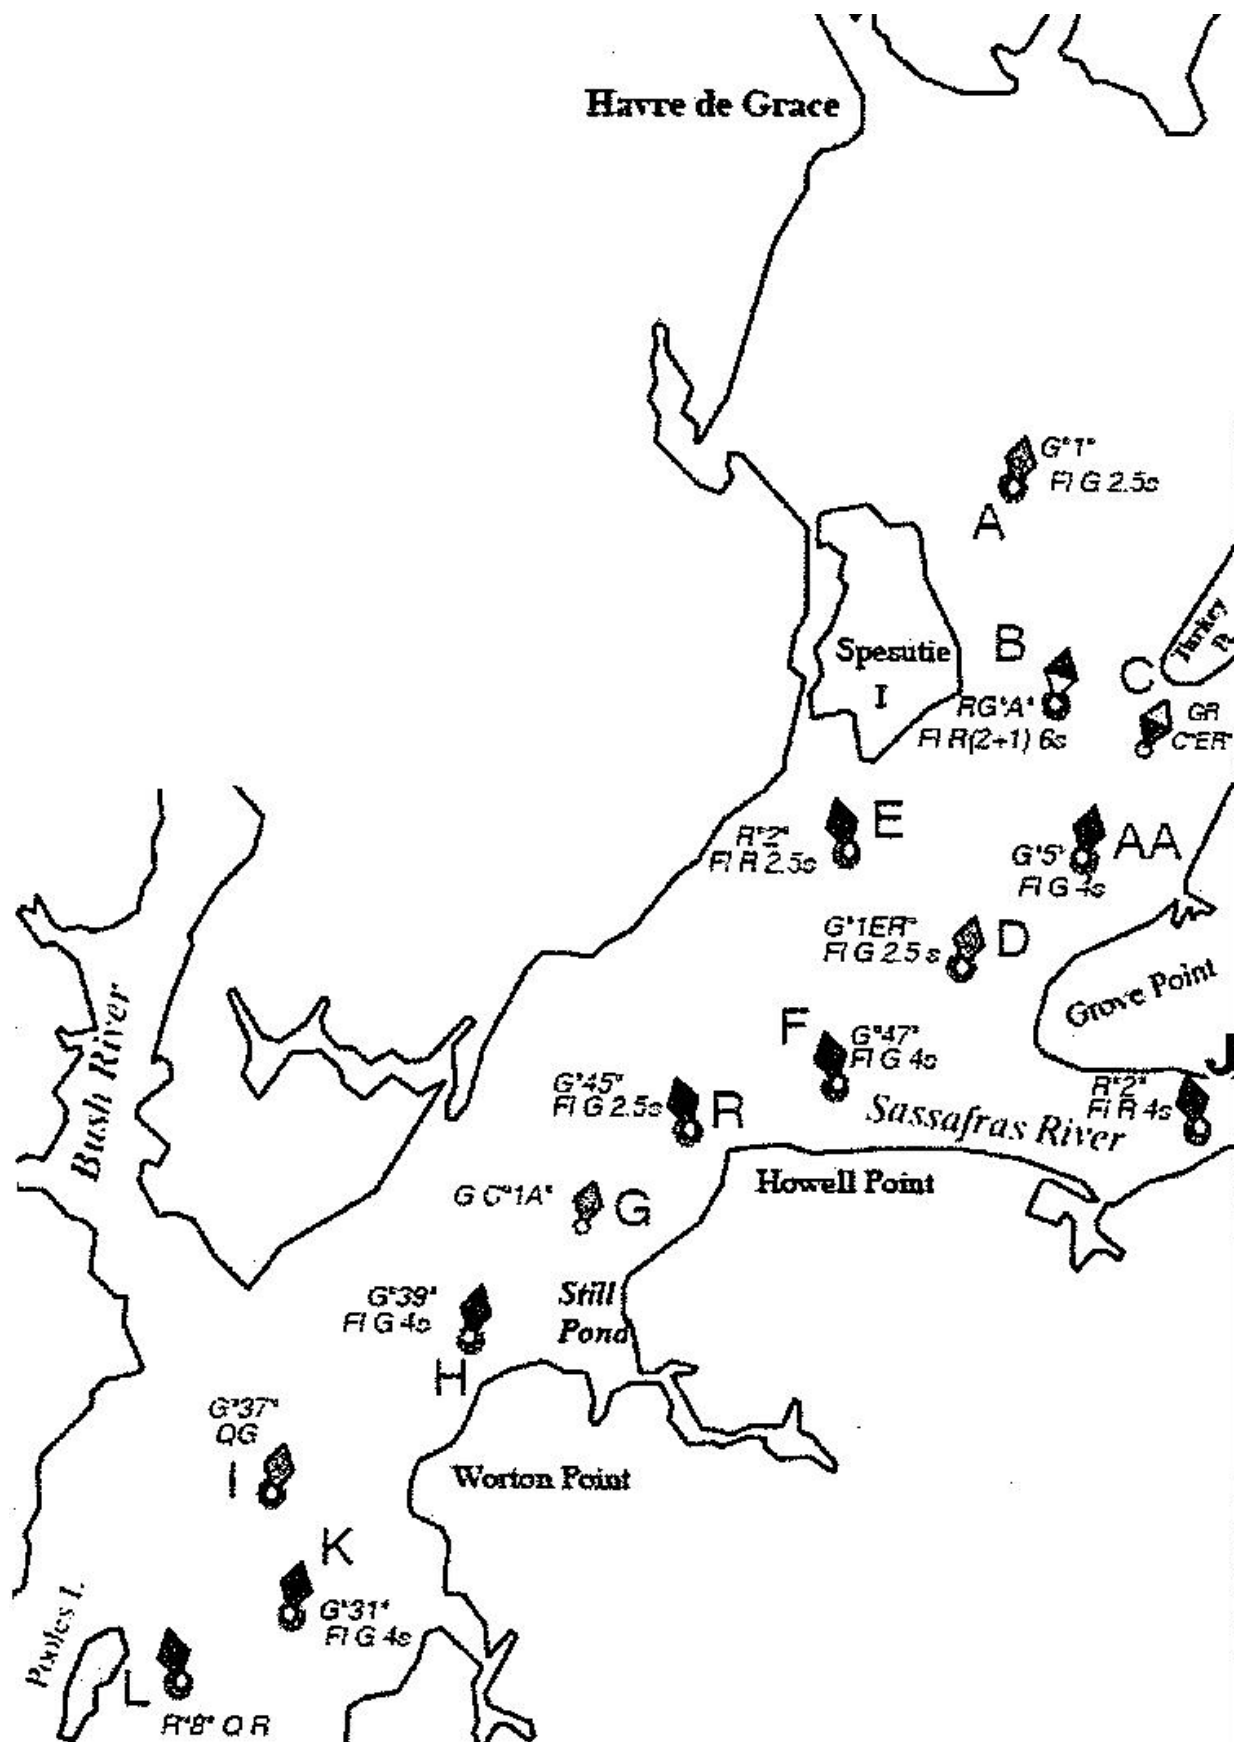 Havre de Grace
G"1"
Fl G 2.5s
A
B
C
Turkey
Pt
Spesutie
I
RG"A"
Fl R(2+1) 6s
GR
C"ER"
E
R"2"
Fl R 2.5s
AA
G"5"
Fl G 4s
G"1ER"
Fl G 2.5 s
D
Grove Point
Bush River
F
G"47"
Fl G 4s
J
R"2"
Fl R 4s
G"45"
Fl G 2.5s
R
Sassafras River
Howell Point
G C"1A"
G
Still
Pond
G"39"
Fl G 4s
H
G"37"
QG
I
Worton Point
K
G"31"
Fl G 4s
Pooles I.
L
R"8" Q R